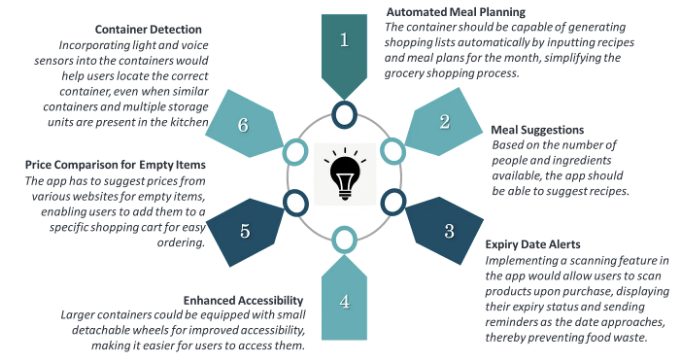 1
Automated Meal Planning
The container should be capable of generating
shopping lists automatically by inputting recipes
and meal plans for the month, simplifying the
grocery shopping process.
2
Meal Suggestions
Based on the number of
people and ingredients
available, the app should
be able to suggest recipes.
3
Expiry Date Alerts
Implementing a scanning feature in
the app would allow users to scan
products upon purchase, displaying
their expiry status and sending
reminders as the date approaches,
thereby preventing food waste.
4
Enhanced Accessibility
Larger containers could be equipped with small
detachable wheels for improved accessibility,
making it easier for users to access them.
5
Price Comparison for Empty Items
The app has to suggest prices from
various websites for empty items,
enabling users to add them to a
specific shopping cart for easy
ordering.
6
Container Detection
Incorporating light and voice
sensors into the containers would
help users locate the correct
container, even when similar
containers and multiple storage
units are present in the kitchen